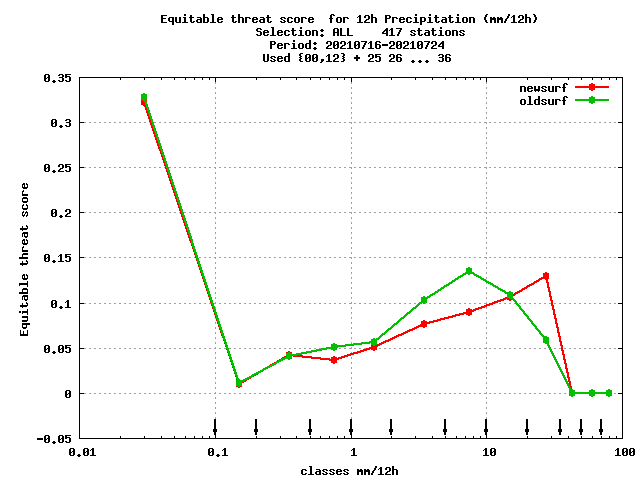 Equitable threat score  for 12h Precipitation (mm/12h)
Selection: ALL    417 stations
Period: 20210716-20210724
Used {00,12} + 25 26 ... 36
newsurf
oldsurf
0.35
0.3
0.25
0.2
0.15
0.1
0.05
0
-0.05
Equitable threat score
0.01
0.1
1
10
100
classes mm/12h